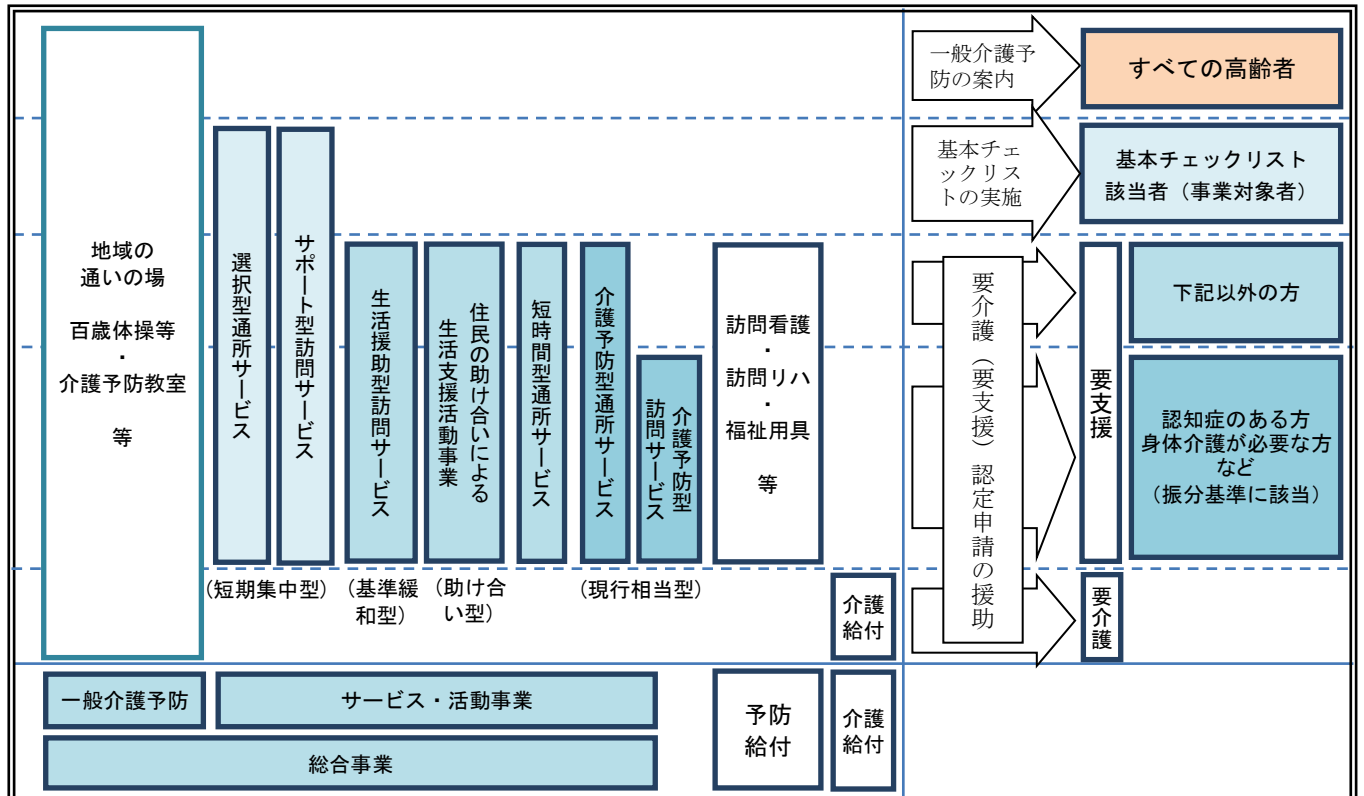 地域の
通いの場
百歳体操等
・
介護予防教室
等
選択型通所サービス
サポート型訪問サービス
(短期集中型)
生活援助型訪問サービス
(基準緩
和型)
住民の助け合いによる
生活支援活動事業
(助け合
い型)
短時間型通所サービス
介護予防型通所サービス
介護予防型
訪問サービス
(現行相当型)
訪問看護
・
訪問リハ
・
福祉用具
等
介護
給付
一般介護予
防の案内
すべての高齢者
基本チェ
ックリス
トの実施
基本チェックリスト
該当者（事業対象者）
要介護（要支援）認定申請の援助
要支援
下記以外の方
認知症のある方
身体介護が必要な方
など
（振分基準に該当）
要介護
一般介護予防
サービス・活動事業
総合事業
予防
給付
介護
給付